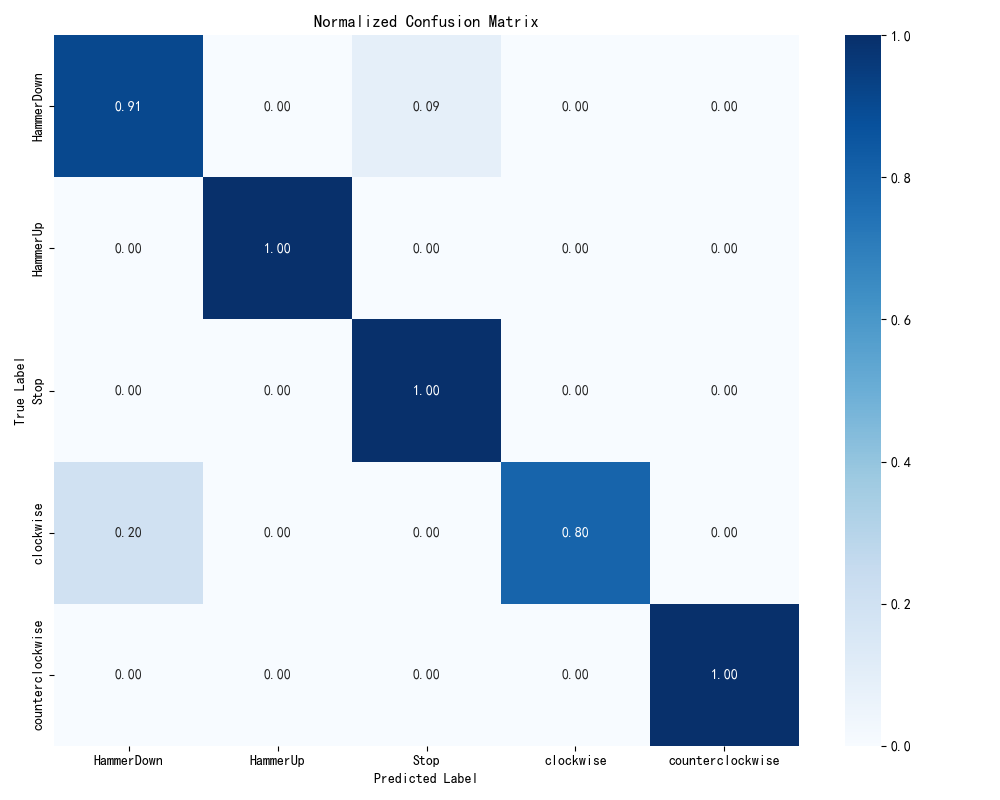 Normalized Confusion Matrix
HammerDown 0.91 0.00 0.09 0.00 0.00
HammerUp 0.00 1.00 0.00 0.00 0.00
Stop 0.00 0.00 1.00 0.00 0.00
clockwise 0.20 0.00 0.00 0.80 0.00
counterclockwise 0.00 0.00 0.00 0.00 1.00
True Label
HammerDown HammerUp Stop clockwise counterclockwise
Predicted Label
1.0
0.8
0.6
0.4
0.2
0.0